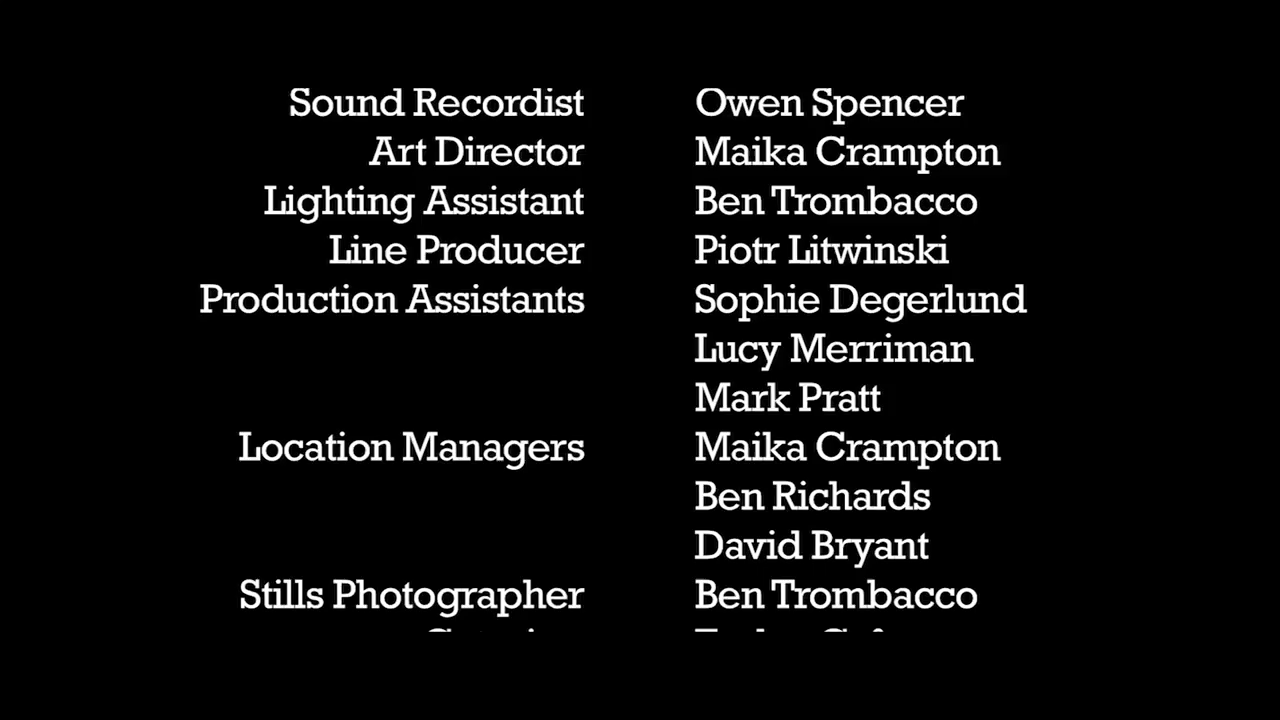 Sound Recordist Owen Spencer
Art Director Maika Crampton
Lighting Assistant Ben Trombacco
Line Producer Piotr Litwinski
Production Assistants Sophie Degerlund
Lucy Merriman
Mark Pratt
Location Managers Maika Crampton
Ben Richards
David Bryant
Stills Photographer Ben Trombacco